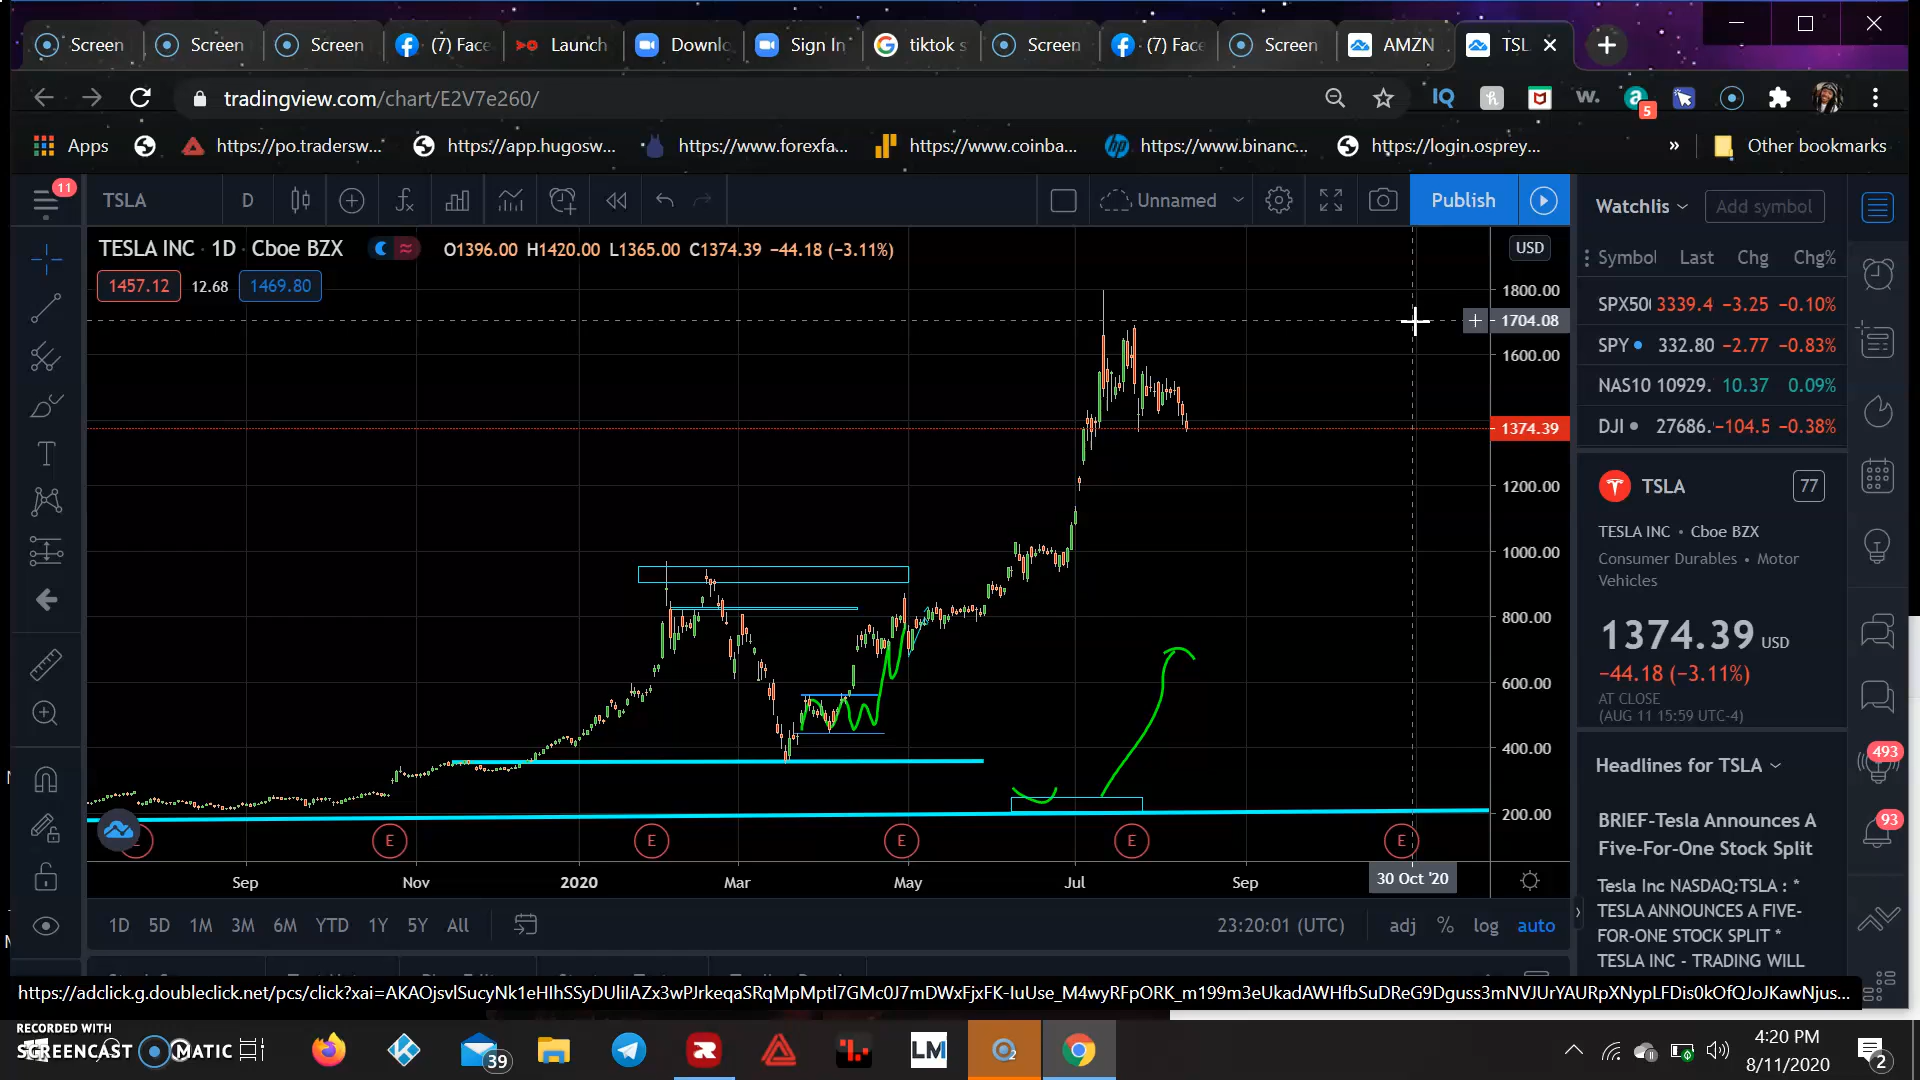 Screen Screen Screen (7) Face Launch Downlo Sign In tiktok s Screen (7) Face Screen AMZN TSL
tradingview.com/chart/E2V7e260/
5
Apps https://po.tradersw... https://app.hugosw... https://www.forexfa... https://www.coinba... https://www.binanc... https://login.osprey... » Other bookmarks
11 TSLA D Unnamed Publish Watchlis Add symbol
TESLA INC · 1D · Cboe BZX O1396.00 H1420.00 L1365.00 C1374.39 −44.18 (−3.11%) USD
1457.12 12.68 1469.80
Symbol Last Chg Chg%
SPX50 3339.4 −3.25 −0.10%
SPY 332.80 −2.77 −0.83%
NAS10 10929. 10.37 0.09%
DJI 27686. −104.5 −0.38%
1800.00
1704.08
1600.00
1374.39
1200.00
1000.00
800.00
600.00
400.00
200.00
TSLA 77
TESLA INC • Cboe BZX
Consumer Durables • Motor
Vehicles
1374.39 USD
−44.18 (−3.11%)
AT CLOSE
(AUG 11 15:59 UTC-4)
Headlines for TSLA
BRIEF-Tesla Announces A
Five-For-One Stock Split
Tesla Inc NASDAQ:TSLA : *
TESLA ANNOUNCES A FIVE-
FOR-ONE STOCK SPLIT *
TESLA INC - TRADING WILL
493
93
E E E E E E
Sep Nov 2020 Mar May Jul Sep 30 Oct '20
1D 5D 1M 3M 6M YTD 1Y 5Y All 23:20:01 (UTC) adj % log auto
RECORDED WITH
SCREENCAST MATIC
39
LM
4:20 PM
8/11/2020
2